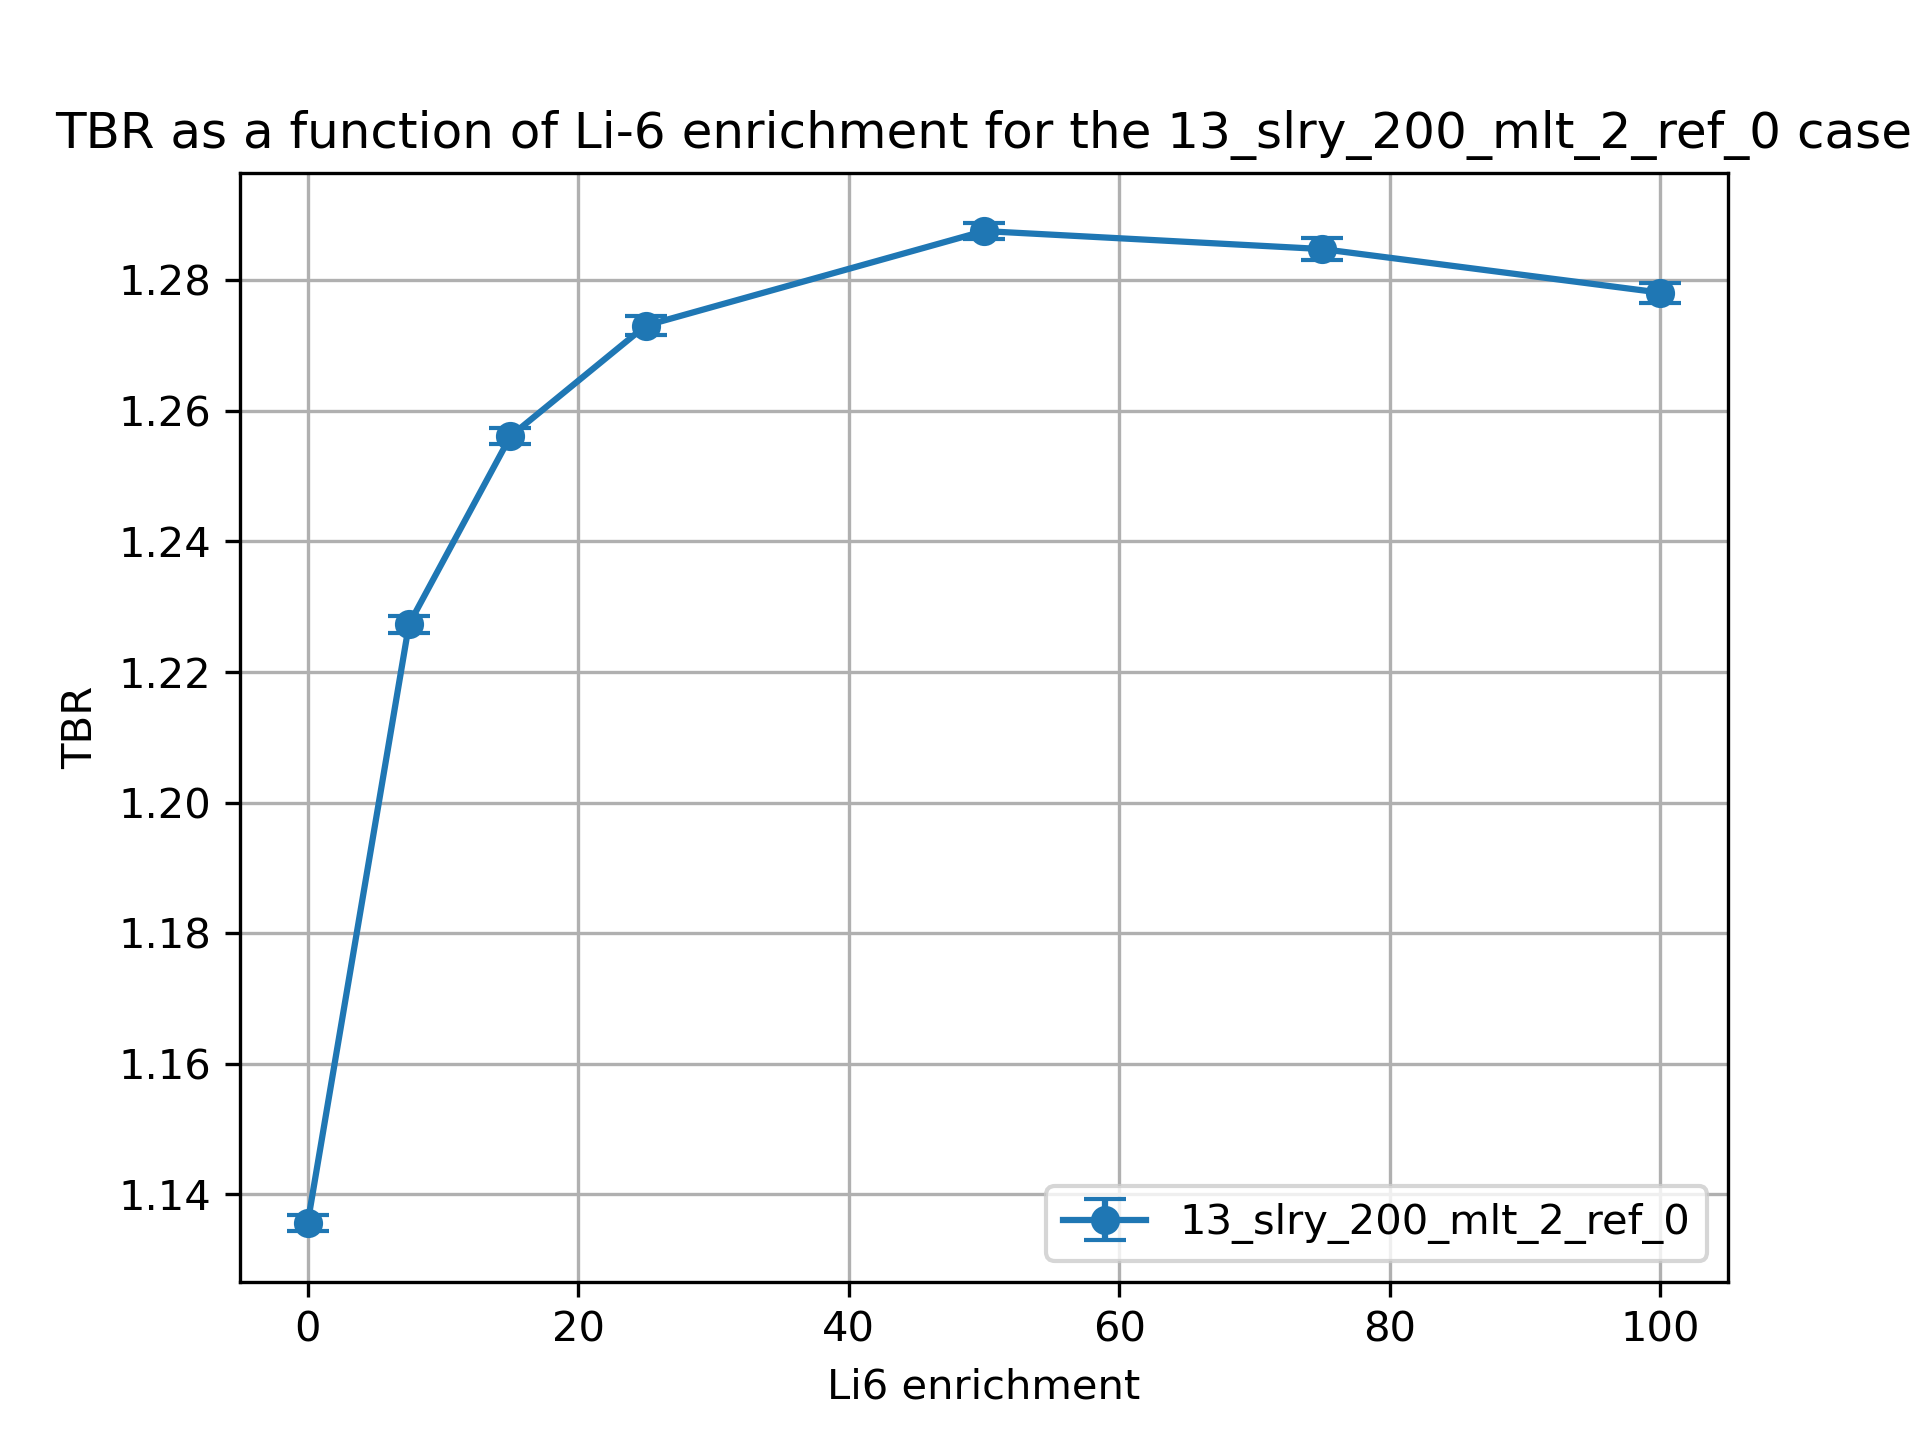 TBR as a function of Li-6 enrichment for the 13_slry_200_mlt_2_ref_0 case
1.28
1.26
1.24
1.22
1.20
1.18
1.16
1.14
TBR
13_slry_200_mlt_2_ref_0
0 20 40 60 80 100
Li6 enrichment